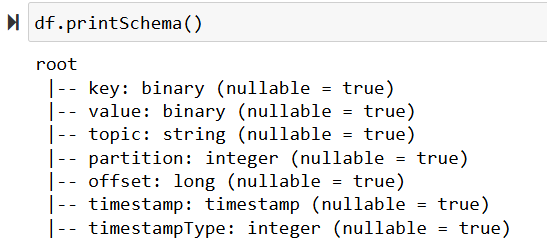 df.printSchema()
root
|-- key: binary (nullable = true)
|-- value: binary (nullable = true)
|-- topic: string (nullable = true)
|-- partition: integer (nullable = true)
|-- offset: long (nullable = true)
|-- timestamp: timestamp (nullable = true)
|-- timestampType: integer (nullable = true)